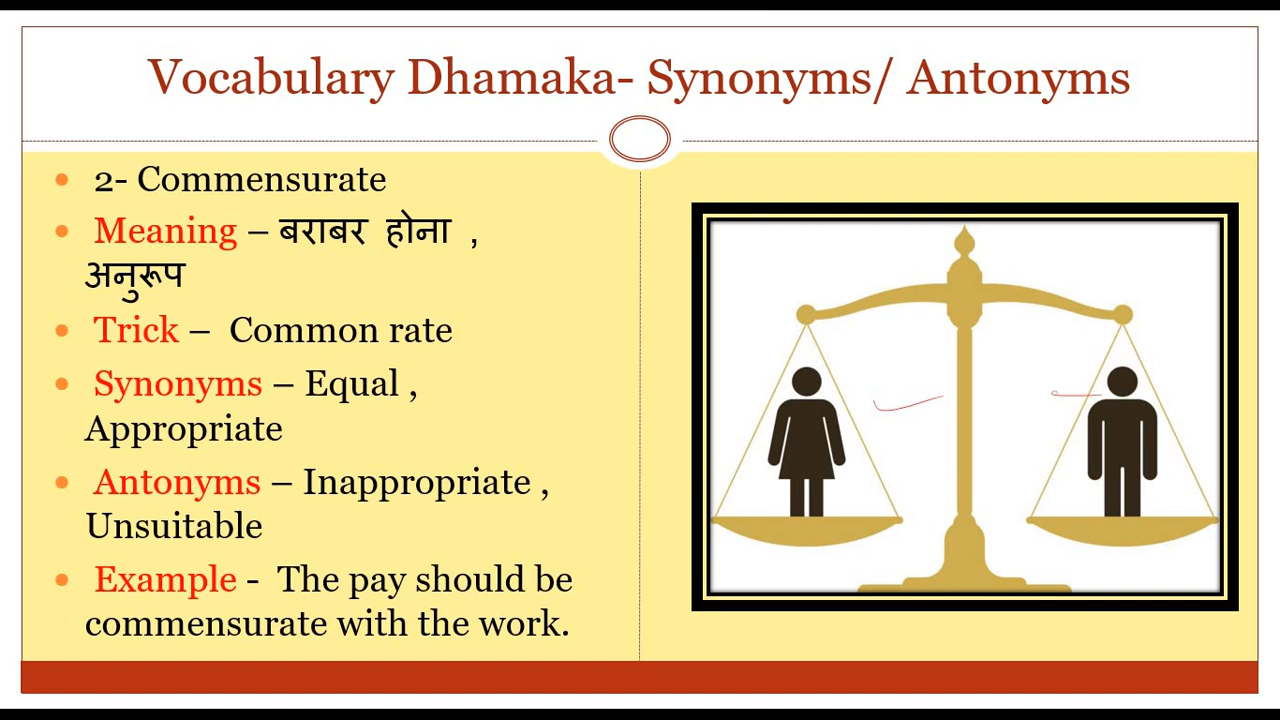 Vocabulary Dhamaka- Synonyms/ Antonyms
2- Commensurate
Meaning – बराबर होना ,
अनुरूप
Trick – Common rate
Synonyms – Equal ,
Appropriate
Antonyms – Inappropriate ,
Unsuitable
Example - The pay should be
commensurate with the work.